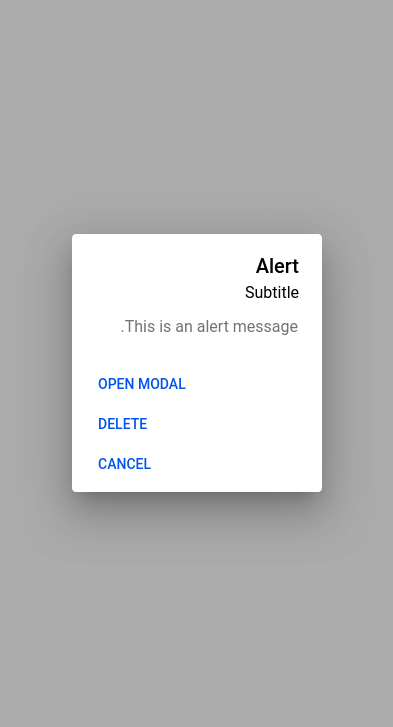 Alert
Subtitle
.This is an alert message
OPEN MODAL
DELETE
CANCEL